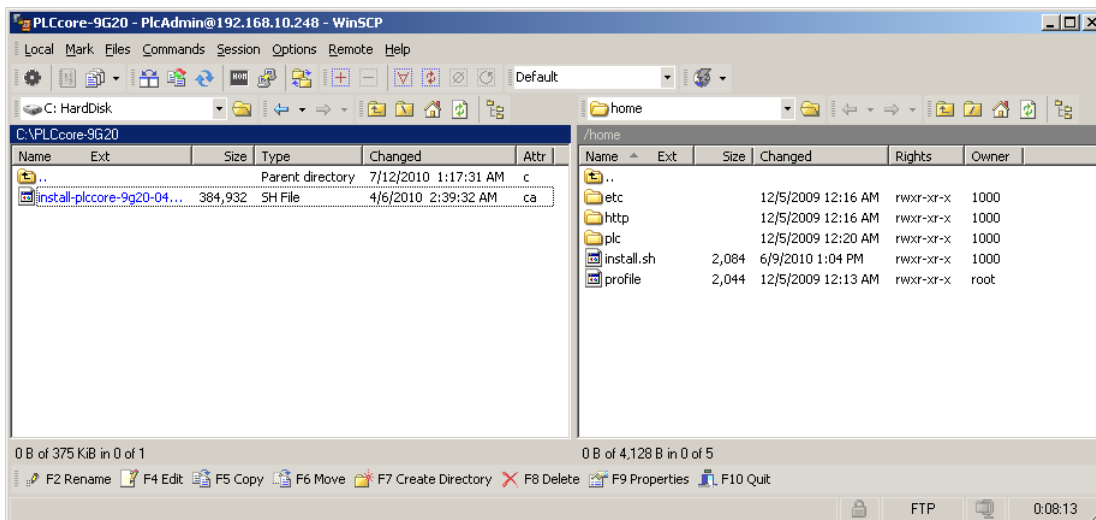 PLCcore-9G20 - PlcAdmin@192.168.10.248 - WinSCP
Local Mark Files Commands Session Options Remote Help
Default
C: HardDisk
home
C:\PLCcore-9G20
/home
Name Ext Size Type Changed Attr
Name Ext Size Changed Rights Owner
.. Parent directory 7/12/2010 1:17:31 AM c
..
install-plccore-9g20-04... 384,932 SH File 4/6/2010 2:39:32 AM ca
etc 12/5/2009 12:16 AM rwxr-xr-x 1000
http 12/5/2009 12:16 AM rwxr-xr-x 1000
plc 12/5/2009 12:20 AM rwxr-xr-x 1000
install.sh 2,084 6/9/2010 1:04 PM rwxr-xr-x 1000
profile 2,044 12/5/2009 12:13 AM rwxr-xr-x root
0 B of 375 KiB in 0 of 1
0 B of 4,128 B in 0 of 5
F2 Rename F4 Edit F5 Copy F6 Move F7 Create Directory F8 Delete F9 Properties F10 Quit
FTP 0:08:13